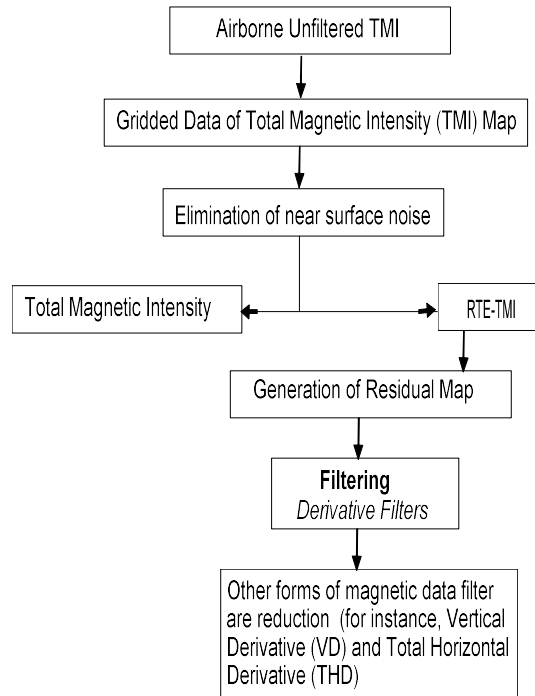 Airborne Unfiltered TMI
Gridded Data of Total Magnetic Intensity (TMI) Map
Elimination of near surface noise
Total Magnetic Intensity
RTE-TMI
Generation of Residual Map
Filtering
Derivative Filters
Other forms of magnetic data filter
are reduction (for instance, Vertical
Derivative (VD) and Total Horizontal
Derivative (THD)